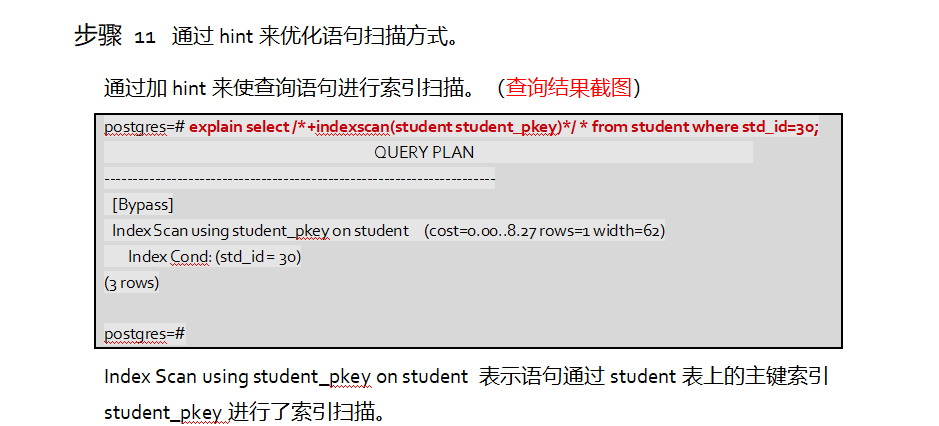 步骤 11 通过 hint 来优化语句扫描方式。
通过加 hint 来使查询语句进行索引扫描。（查询结果截图）
postgres=# explain select /*+indexscan(student student_pkey)*/ * from student where std_id=30;
QUERY PLAN
----------------------------------------------------------------------
[Bypass]
Index Scan using student_pkey on student (cost=0.00..8.27 rows=1 width=62)
Index Cond: (std_id = 30)
(3 rows)
postgres=#
Index Scan using student_pkey on student 表示语句通过 student 表上的主键索引
student_pkey 进行了索引扫描。